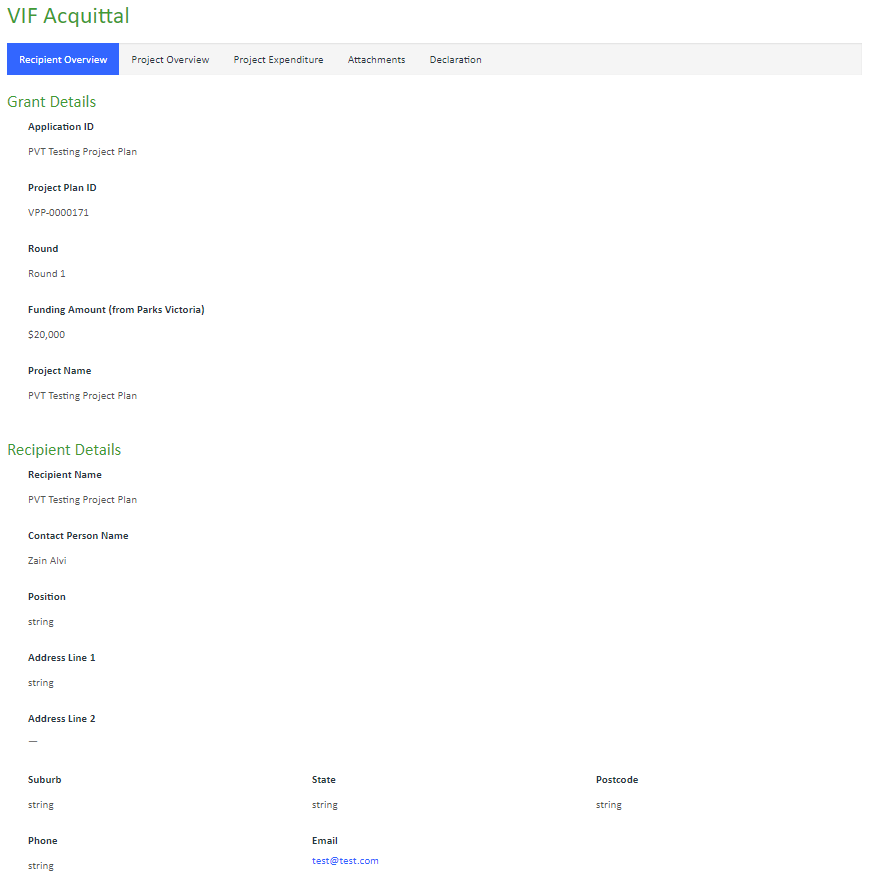 VIF Acquittal
Recipient Overview Project Overview Project Expenditure Attachments Declaration
Grant Details
Application ID
PVT Testing Project Plan
Project Plan ID
VPP-0000171
Round
Round 1
Funding Amount (from Parks Victoria)
$20,000
Project Name
PVT Testing Project Plan
Recipient Details
Recipient Name
PVT Testing Project Plan
Contact Person Name
Zain Alvi
Position
string
Address Line 1
string
Address Line 2
—
Suburb State Postcode
string string string
Phone Email
string test@test.com